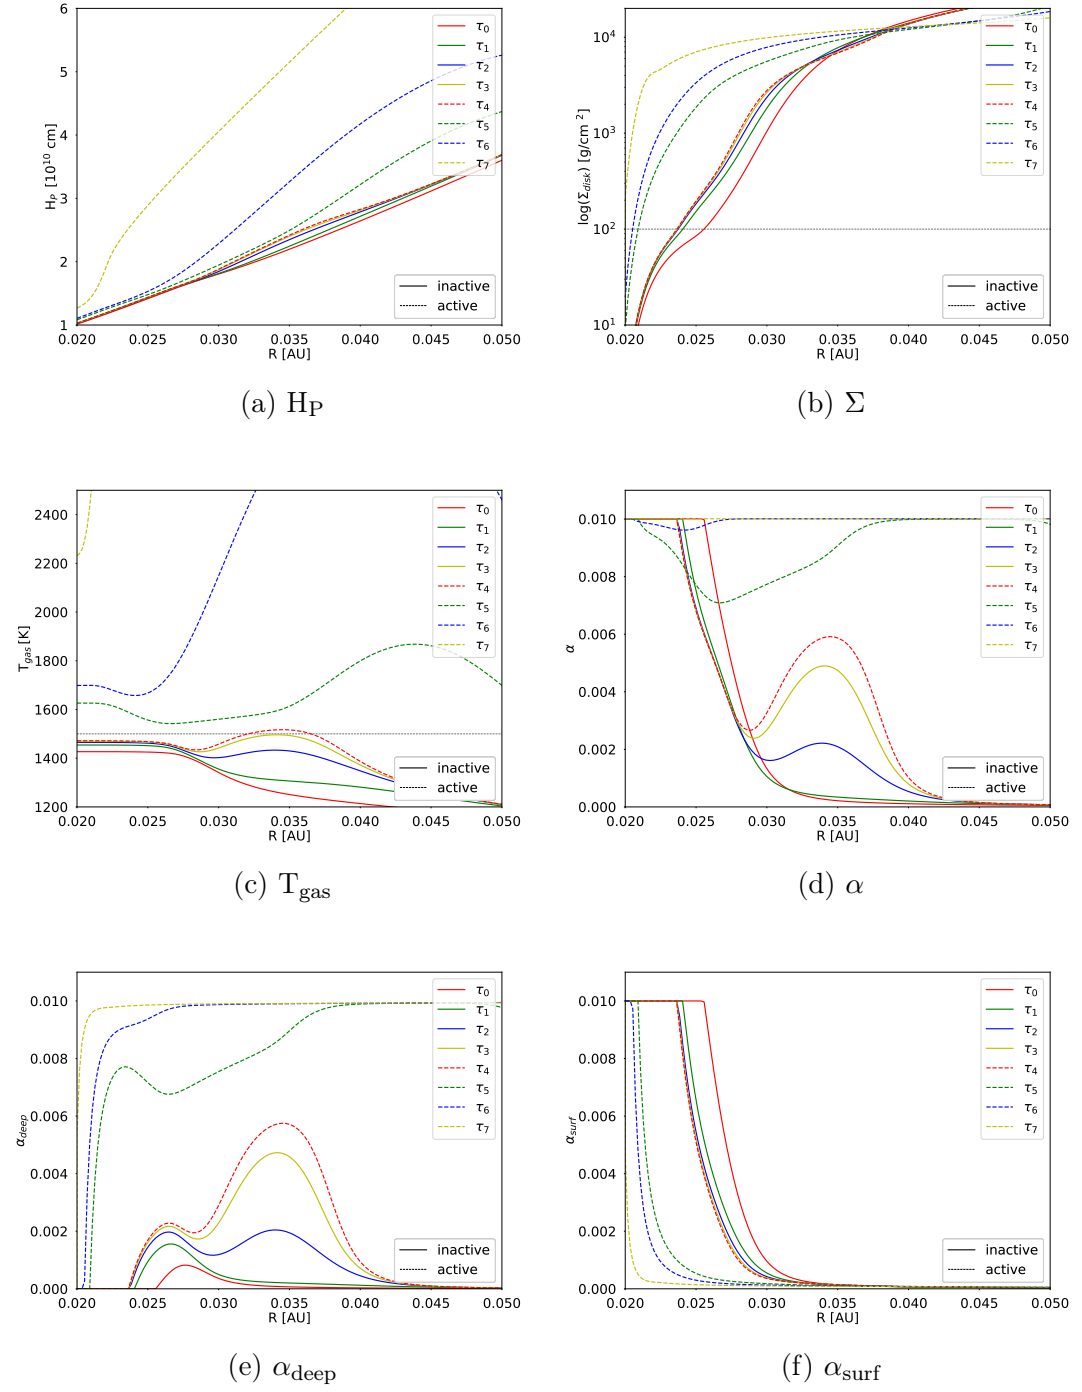 6
5
4
3
2
1
H_P [10^10 cm]
0.020 0.025 0.030 0.035 0.040 0.045 0.050
R [AU]
τ0
τ1
τ2
τ3
τ4
τ5
τ6
τ7
inactive
active
(a) H_P
10^4
10^3
10^2
10^1
log(Σ_disk) [g/cm^2]
0.020 0.025 0.030 0.035 0.040 0.045 0.050
R [AU]
τ0
τ1
τ2
τ3
τ4
τ5
τ6
τ7
inactive
active
(b) Σ
2400
2200
2000
1800
1600
1400
1200
T_gas [K]
0.020 0.025 0.030 0.035 0.040 0.045 0.050
R [AU]
τ0
τ1
τ2
τ3
τ4
τ5
τ6
τ7
inactive
active
(c) T_gas
0.010
0.008
0.006
0.004
0.002
0.000
α
0.020 0.025 0.030 0.035 0.040 0.045 0.050
R [AU]
τ0
τ1
τ2
τ3
τ4
τ5
τ6
τ7
inactive
active
(d) α
0.010
0.008
0.006
0.004
0.002
0.000
α_deep
0.020 0.025 0.030 0.035 0.040 0.045 0.050
R [AU]
τ0
τ1
τ2
τ3
τ4
τ5
τ6
τ7
inactive
active
(e) α_deep
0.010
0.008
0.006
0.004
0.002
0.000
α_surf
0.020 0.025 0.030 0.035 0.040 0.045 0.050
R [AU]
τ0
τ1
τ2
τ3
τ4
τ5
τ6
τ7
inactive
active
(f) α_surf